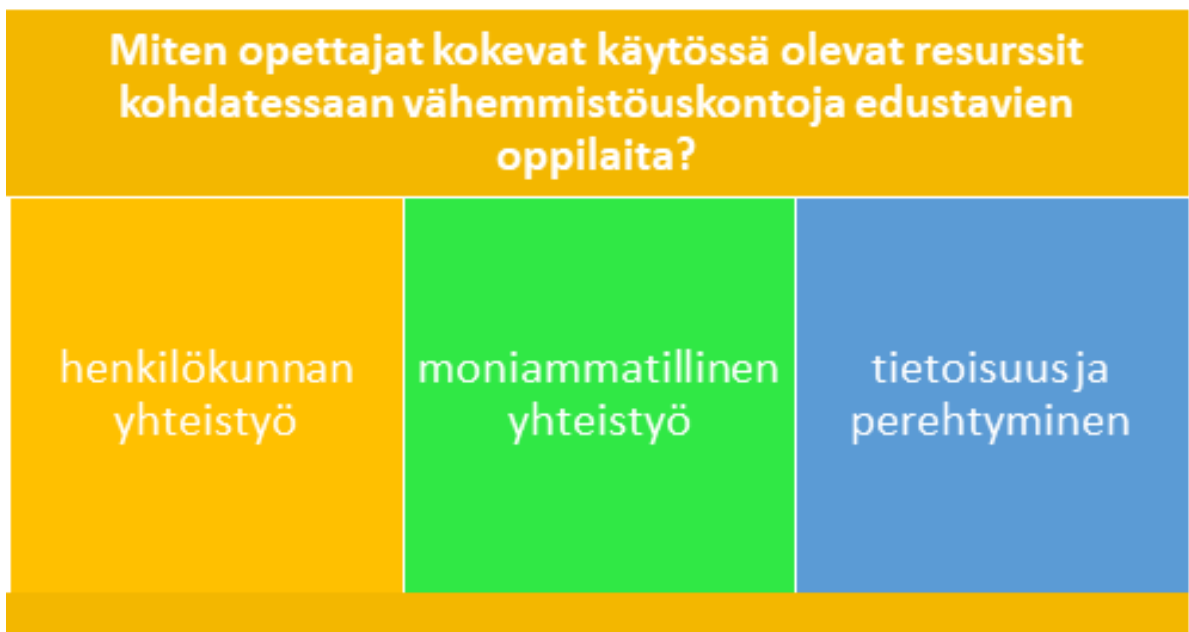 Miten opettajat kokevat käytössä olevat resurssit
kohdatessaan vähemmistöuskontoja edustavien
oppilaita?
henkilökunnan
yhteistyö
moniammatillinen
yhteistyö
tietoisuus ja
perehtyminen